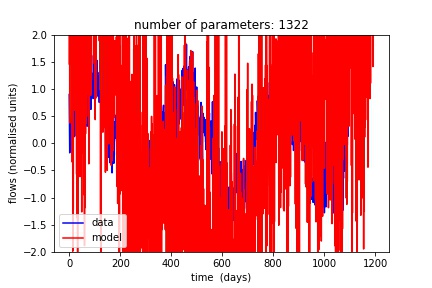 number of parameters: 1322
flows (normalised units)
2.0
1.5
1.0
0.5
0.0
−0.5
−1.0
−1.5
−2.0
data
model
0 200 400 600 800 1000 1200
time (days)